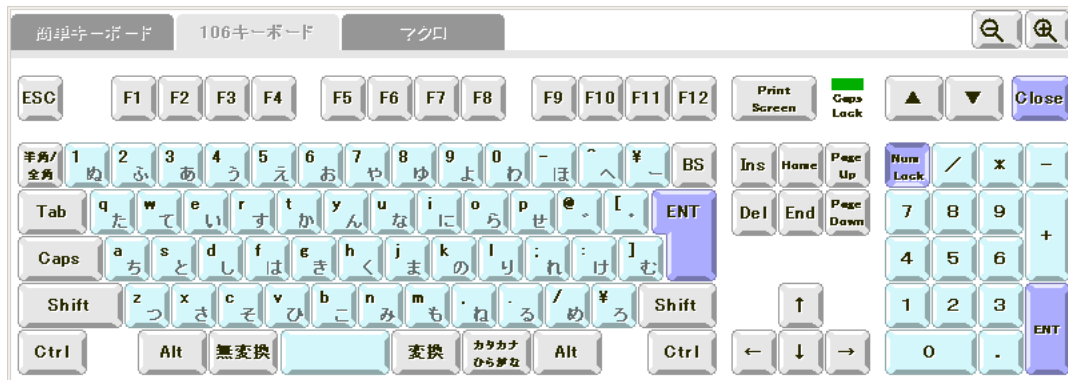 簡単キーボード 106キーボード マクロ
ESC F1 F2 F3 F4 F5 F6 F7 F8 F9 F10 F11 F12 Print Screen Caps Lock ▲ ▼ Close
半角/全角 1 ぬ 2 ふ 3 あ 4 う 5 え 6 お 7 や 8 ゆ 9 よ 0 わ - ほ ^ へ ¥ ー BS Ins Home Page Up Num Lock / * -
Tab q た w て e い r す t か y ん u な i に o ら p せ @ ゛ [ ゜ ENT Del End Page Down 7 8 9 +
Caps a ち s と d し f は g き h く j ま k の l り ; れ : け ] む 4 5 6
Shift z つ x さ c そ v ひ b こ n み m も , ね . る / め ¥ ろ Shift ↑ 1 2 3 ENT
Ctrl Alt 無変換 変換 カタカナ ひらがな Alt Ctrl ← ↓ → 0 .